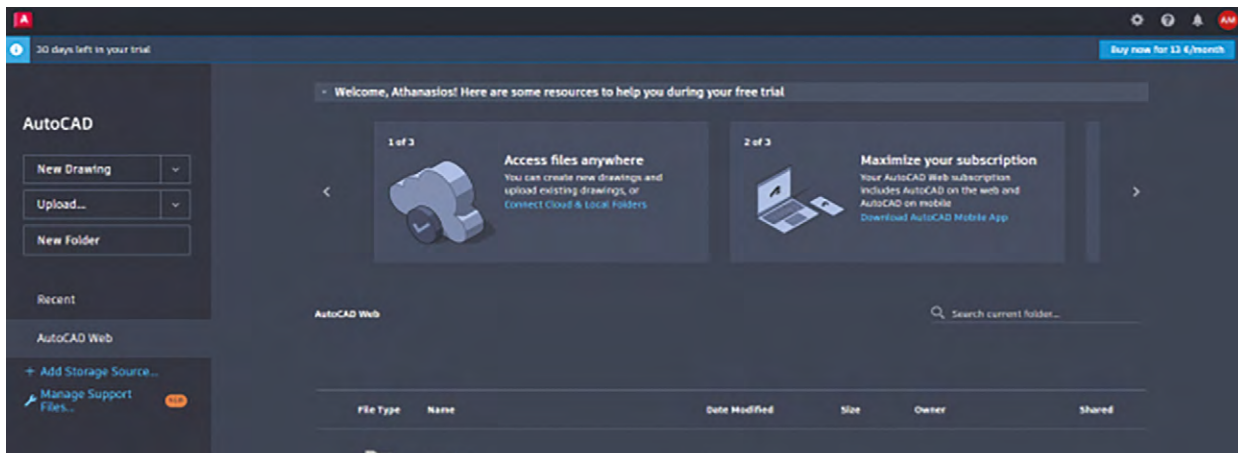 A
AM
30 days left in your trial
Buy now for 13 €/month
Welcome, Athanasios! Here are some resources to help you during your free trial
AutoCAD
New Drawing
Upload...
New Folder
Recent
AutoCAD Web
+ Add Storage Source...
Manage Support
Files...
NEW
1 of 3
Access files anywhere
You can create new drawings and
upload existing drawings, or
Connect Cloud & Local Folders
2 of 3
Maximize your subscription
Your AutoCAD Web subscription
includes AutoCAD on the web and
AutoCAD on mobile
Download AutoCAD Mobile App
AutoCAD Web
Search current folder...
File Type Name Date Modified Size Owner Shared